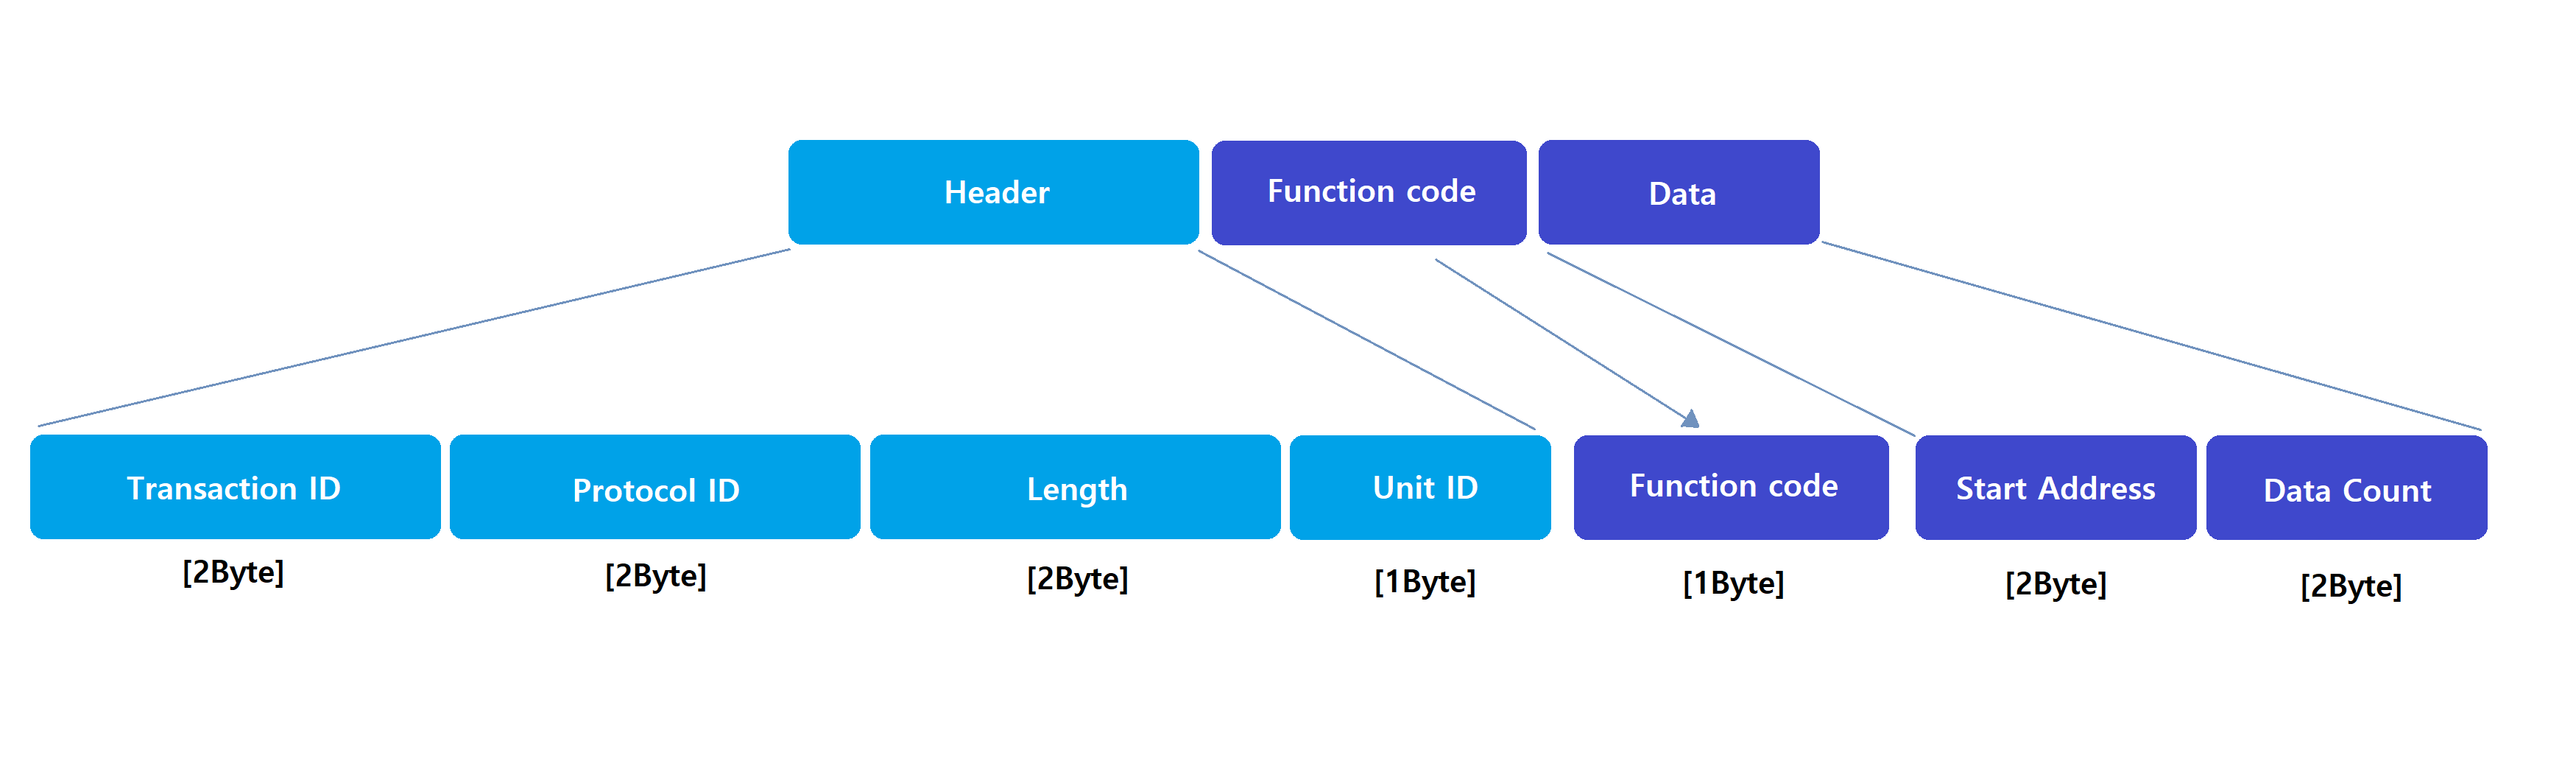 Header
Function code
Data
Transaction ID
Protocol ID
Length
Unit ID
Function code
Start Address
Data Count
[2Byte]
[2Byte]
[2Byte]
[1Byte]
[1Byte]
[2Byte]
[2Byte]